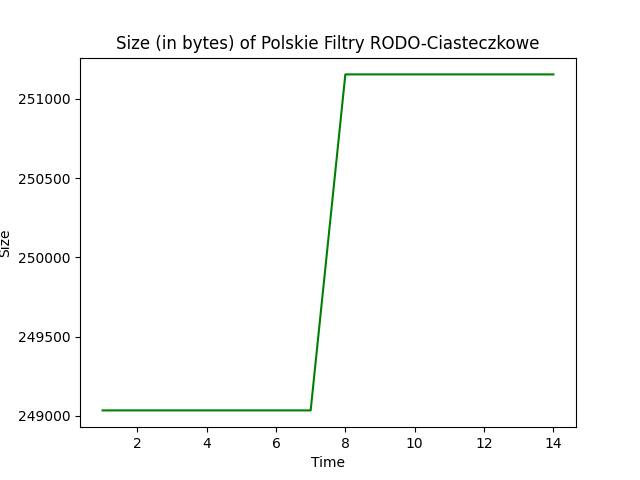 Size (in bytes) of Polskie Filtry RODO-Ciasteczkowe
251000
250500
250000
249500
249000
Size
2 4 6 8 10 12 14
Time